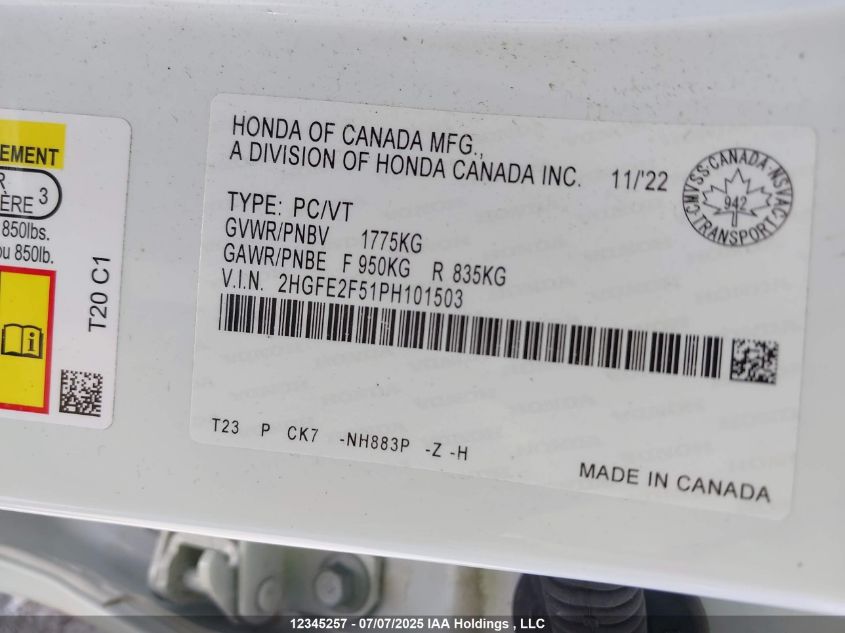 EMENT
R
ÈRE 3
850lbs.
ou 850lb.
T20 C1
HONDA OF CANADA MFG.,
A DIVISION OF HONDA CANADA INC. 11/'22
CMVSS-CANADA-NSVAC
942
TRANSPORT
TYPE: PC/VT
GVWR/PNBV 1775KG
GAWR/PNBE F 950KG R 835KG
V.I.N. 2HGFE2F51PH101503
T23 P CK7 -NH883P -Z -H
MADE IN CANADA
12345257 - 07/07/2025 IAA Holdings , LLC